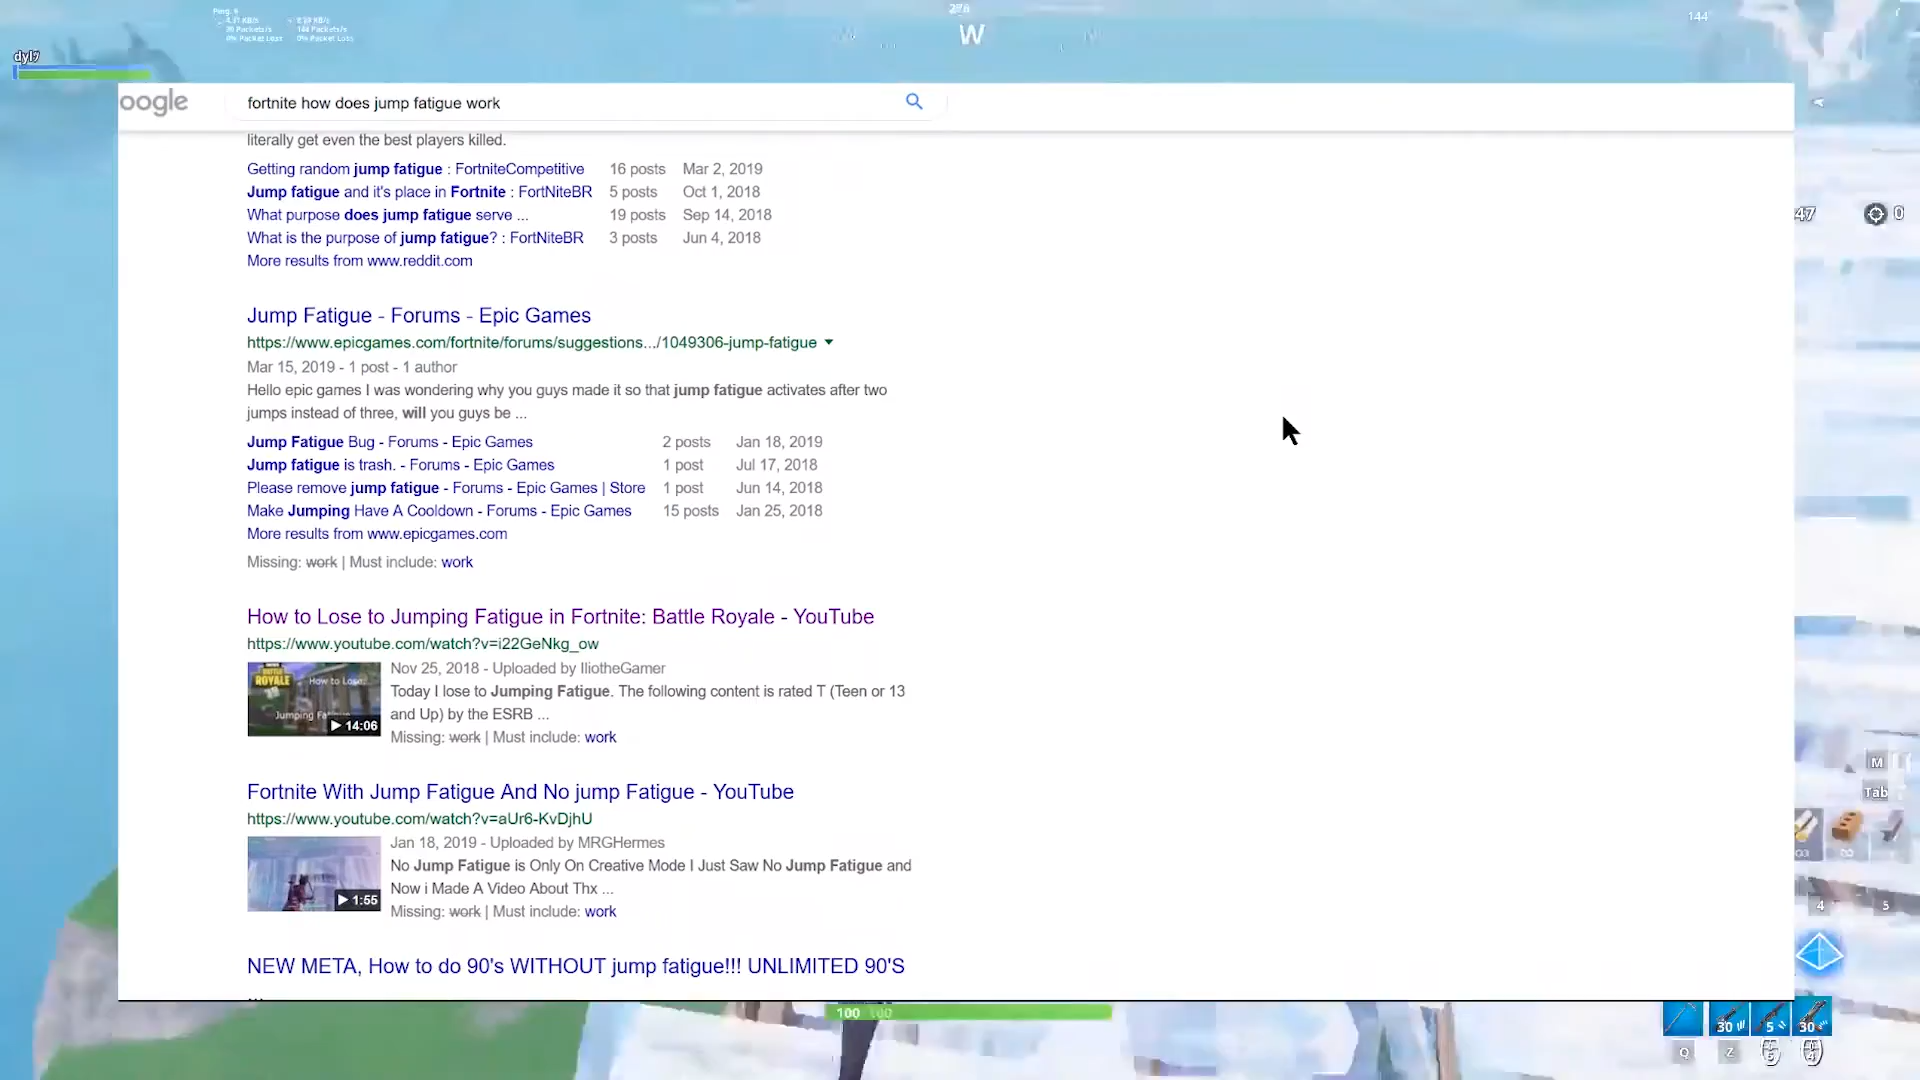 276
144
W
dyl?
oogle
fortnite how does jump fatigue work
literally get even the best players killed.
Getting random jump fatigue : FortniteCompetitive 16 posts Mar 2, 2019
Jump fatigue and it's place in Fortnite : FortNiteBR 5 posts Oct 1, 2018
What purpose does jump fatigue serve ... 19 posts Sep 14, 2018
What is the purpose of jump fatigue? : FortNiteBR 3 posts Jun 4, 2018
More results from www.reddit.com
47 0
Jump Fatigue - Forums - Epic Games
https://www.epicgames.com/fortnite/forums/suggestions.../1049306-jump-fatigue
Mar 15, 2019 - 1 post - 1 author
Hello epic games I was wondering why you guys made it so that jump fatigue activates after two
jumps instead of three, will you guys be ...
Jump Fatigue Bug - Forums - Epic Games 2 posts Jan 18, 2019
Jump fatigue is trash. - Forums - Epic Games 1 post Jul 17, 2018
Please remove jump fatigue - Forums - Epic Games | Store 1 post Jun 14, 2018
Make Jumping Have A Cooldown - Forums - Epic Games 15 posts Jan 25, 2018
More results from www.epicgames.com
Missing: work | Must include: work
How to Lose to Jumping Fatigue in Fortnite: Battle Royale - YouTube
https://www.youtube.com/watch?v=i22GeNkg_ow
Nov 25, 2018 - Uploaded by IliotheGamer
BATTLE ROYALE How to Lose
Today I lose to Jumping Fatigue. The following content is rated T (Teen or 13
and Up) by the ESRB ...
14:06
Missing: work | Must include: work
M
Tab
Fortnite With Jump Fatigue And No jump Fatigue - YouTube
https://www.youtube.com/watch?v=aUr6-KvDjhU
Jan 18, 2019 - Uploaded by MRGHermes
No Jump Fatigue is Only On Creative Mode I Just Saw No Jump Fatigue and
Now i Made A Video About Thx ...
1:55
Missing: work | Must include: work
4 5
NEW META, How to do 90's WITHOUT jump fatigue!!! UNLIMITED 90'S
...
100 100
30 5 30
Q Z